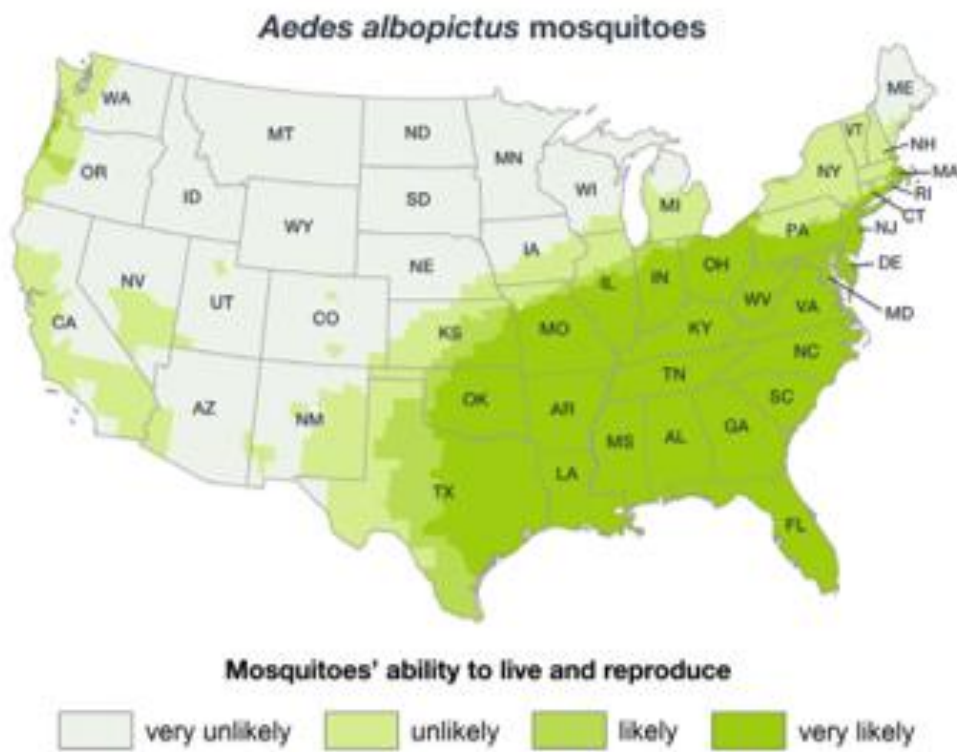 Aedes albopictus mosquitoes
WA
MT
ND
MN
ME
VT
NH
OR
ID
SD
WI
MI
NY
MA
RI
CT
WY
IA
PA
NJ
NV
NE
OH
DE
UT
IL
IN
WV
MD
CA
CO
KS
MO
KY
VA
NC
TN
AZ
NM
OK
AR
SC
MS
AL
GA
LA
TX
FL
Mosquitoes' ability to live and reproduce
very unlikely
unlikely
likely
very likely